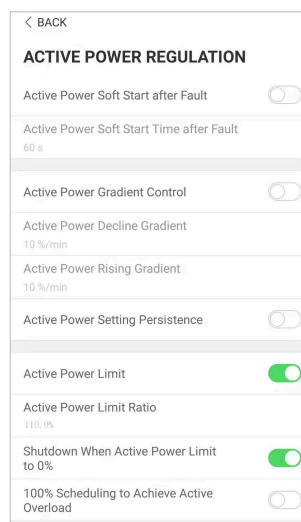 < BACK
ACTIVE POWER REGULATION
Active Power Soft Start after Fault
Active Power Soft Start Time after Fault
60 s
Active Power Gradient Control
Active Power Decline Gradient
10 %/min
Active Power Rising Gradient
10 %/min
Active Power Setting Persistence
Active Power Limit
Active Power Limit Ratio
110.0%
Shutdown When Active Power Limit
to 0%
100% Scheduling to Achieve Active
Overload